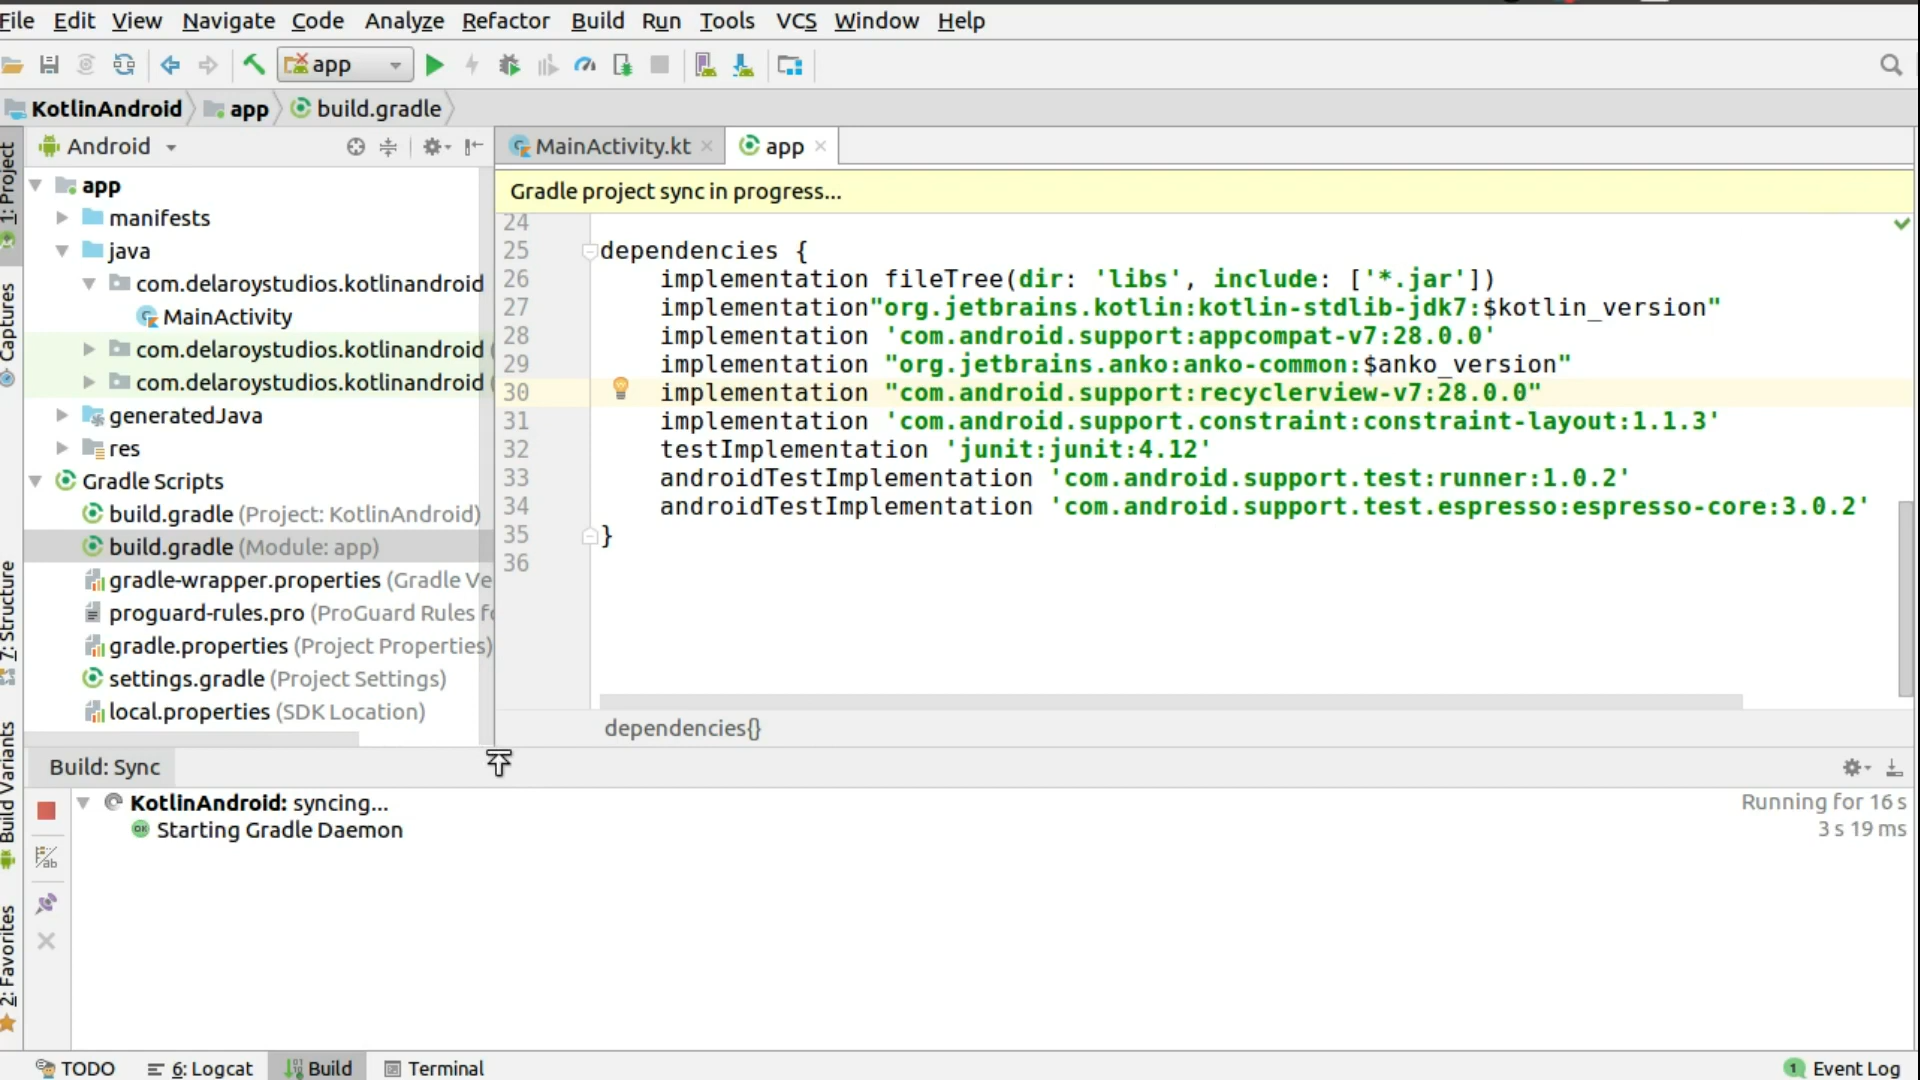 File Edit View Navigate Code Analyze Refactor Build Run Tools VCS Window Help
app
KotlinAndroid app build.gradle
Android
MainActivity.kt app
1: Project
Captures
7: Structure
Build Variants
2: Favorites
app
manifests
java
com.delaroystudios.kotlinandroid
MainActivity
com.delaroystudios.kotlinandroid (
com.delaroystudios.kotlinandroid (
generatedJava
res
Gradle Scripts
build.gradle (Project: KotlinAndroid)
build.gradle (Module: app)
gradle-wrapper.properties (Gradle Ve
proguard-rules.pro (ProGuard Rules fo
gradle.properties (Project Properties)
settings.gradle (Project Settings)
local.properties (SDK Location)
Gradle project sync in progress...
24
25 dependencies {
26 implementation fileTree(dir: 'libs', include: ['*.jar'])
27 implementation"org.jetbrains.kotlin:kotlin-stdlib-jdk7:$kotlin_version"
28 implementation 'com.android.support:appcompat-v7:28.0.0'
29 implementation "org.jetbrains.anko:anko-common:$anko_version"
30 implementation "com.android.support:recyclerview-v7:28.0.0"
31 implementation 'com.android.support.constraint:constraint-layout:1.1.3'
32 testImplementation 'junit:junit:4.12'
33 androidTestImplementation 'com.android.support.test:runner:1.0.2'
34 androidTestImplementation 'com.android.support.test.espresso:espresso-core:3.0.2'
35 }
36
dependencies{}
Build: Sync
KotlinAndroid: syncing... Running for 16 s
Starting Gradle Daemon 3 s 19 ms
TODO 6: Logcat Build Terminal 1 Event Log